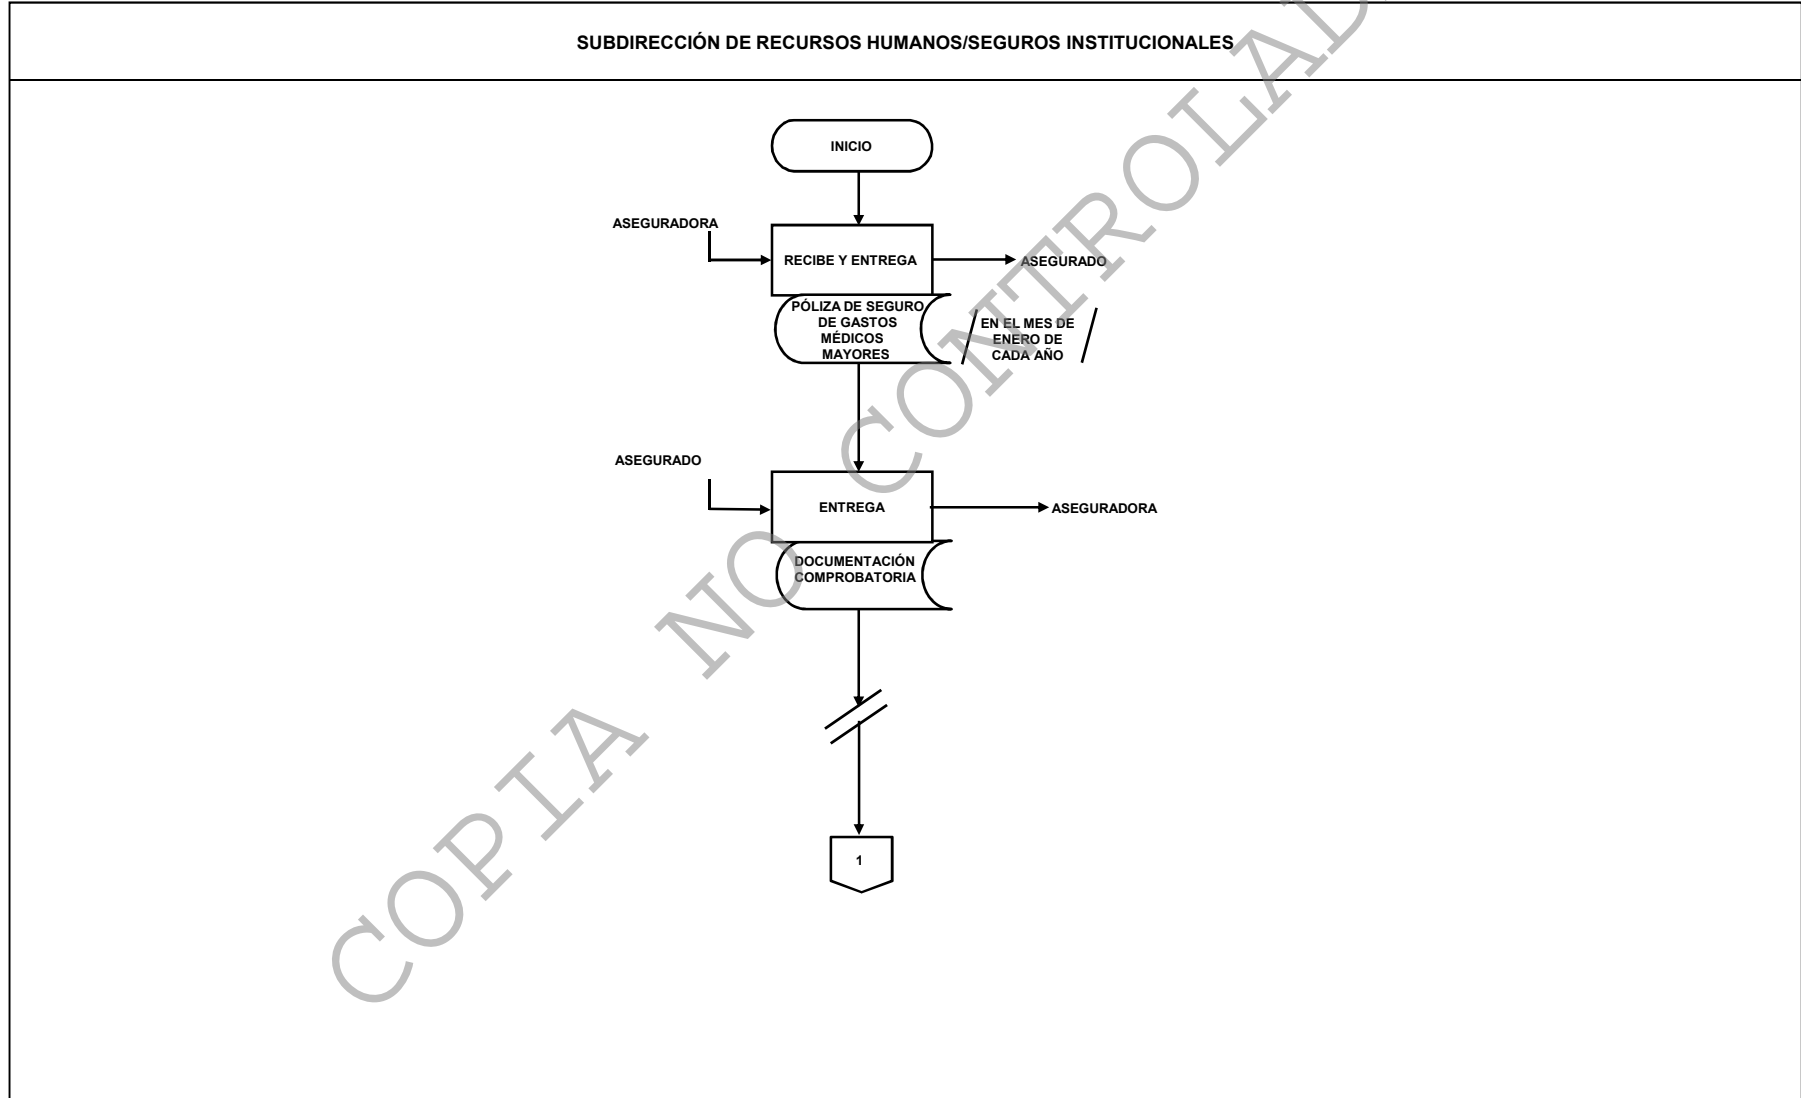 SUBDIRECCIÓN DE RECURSOS HUMANOS/SEGUROS INSTITUCIONALES
INICIO
ASEGURADORA
RECIBE Y ENTREGA
ASEGURADO
PÓLIZA DE SEGURO
DE GASTOS
MÉDICOS
MAYORES
EN EL MES DE
ENERO DE
CADA AÑO
ASEGURADO
ENTREGA
ASEGURADORA
DOCUMENTACIÓN
COMPROBATORIA
1
COPIA NO CONTROLAD